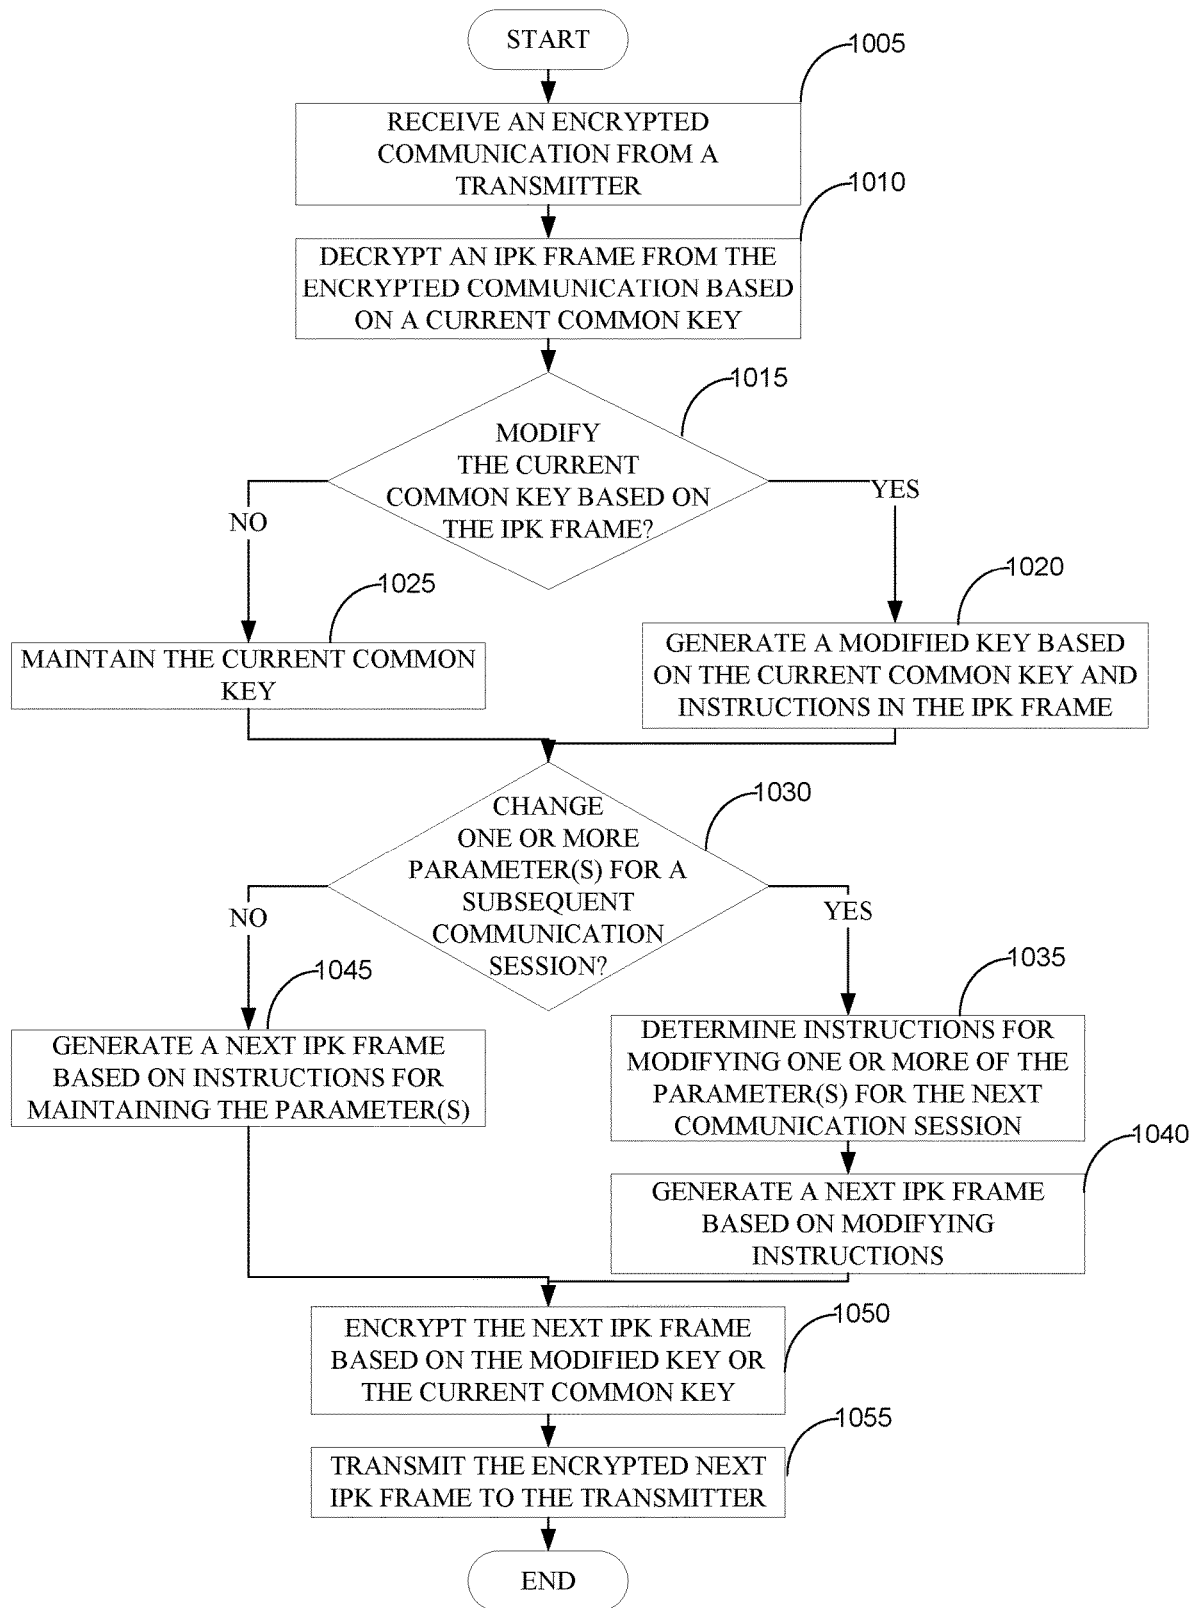 START
1005
RECEIVE AN ENCRYPTED
COMMUNICATION FROM A
TRANSMITTER
1010
DECRYPT AN IPK FRAME FROM THE
ENCRYPTED COMMUNICATION BASED
ON A CURRENT COMMON KEY
1015
MODIFY
THE CURRENT
COMMON KEY BASED ON
THE IPK FRAME?
NO
YES
1025
MAINTAIN THE CURRENT COMMON
KEY
1020
GENERATE A MODIFIED KEY BASED
ON THE CURRENT COMMON KEY AND
INSTRUCTIONS IN THE IPK FRAME
1030
CHANGE
ONE OR MORE
PARAMETER(S) FOR A
SUBSEQUENT
COMMUNICATION
SESSION?
NO
YES
1045
GENERATE A NEXT IPK FRAME
BASED ON INSTRUCTIONS FOR
MAINTAINING THE PARAMETER(S)
1035
DETERMINE INSTRUCTIONS FOR
MODIFYING ONE OR MORE OF THE
PARAMETER(S) FOR THE NEXT
COMMUNICATION SESSION
1040
GENERATE A NEXT IPK FRAME
BASED ON MODIFYING
INSTRUCTIONS
1050
ENCRYPT THE NEXT IPK FRAME
BASED ON THE MODIFIED KEY OR
THE CURRENT COMMON KEY
1055
TRANSMIT THE ENCRYPTED NEXT
IPK FRAME TO THE TRANSMITTER
END